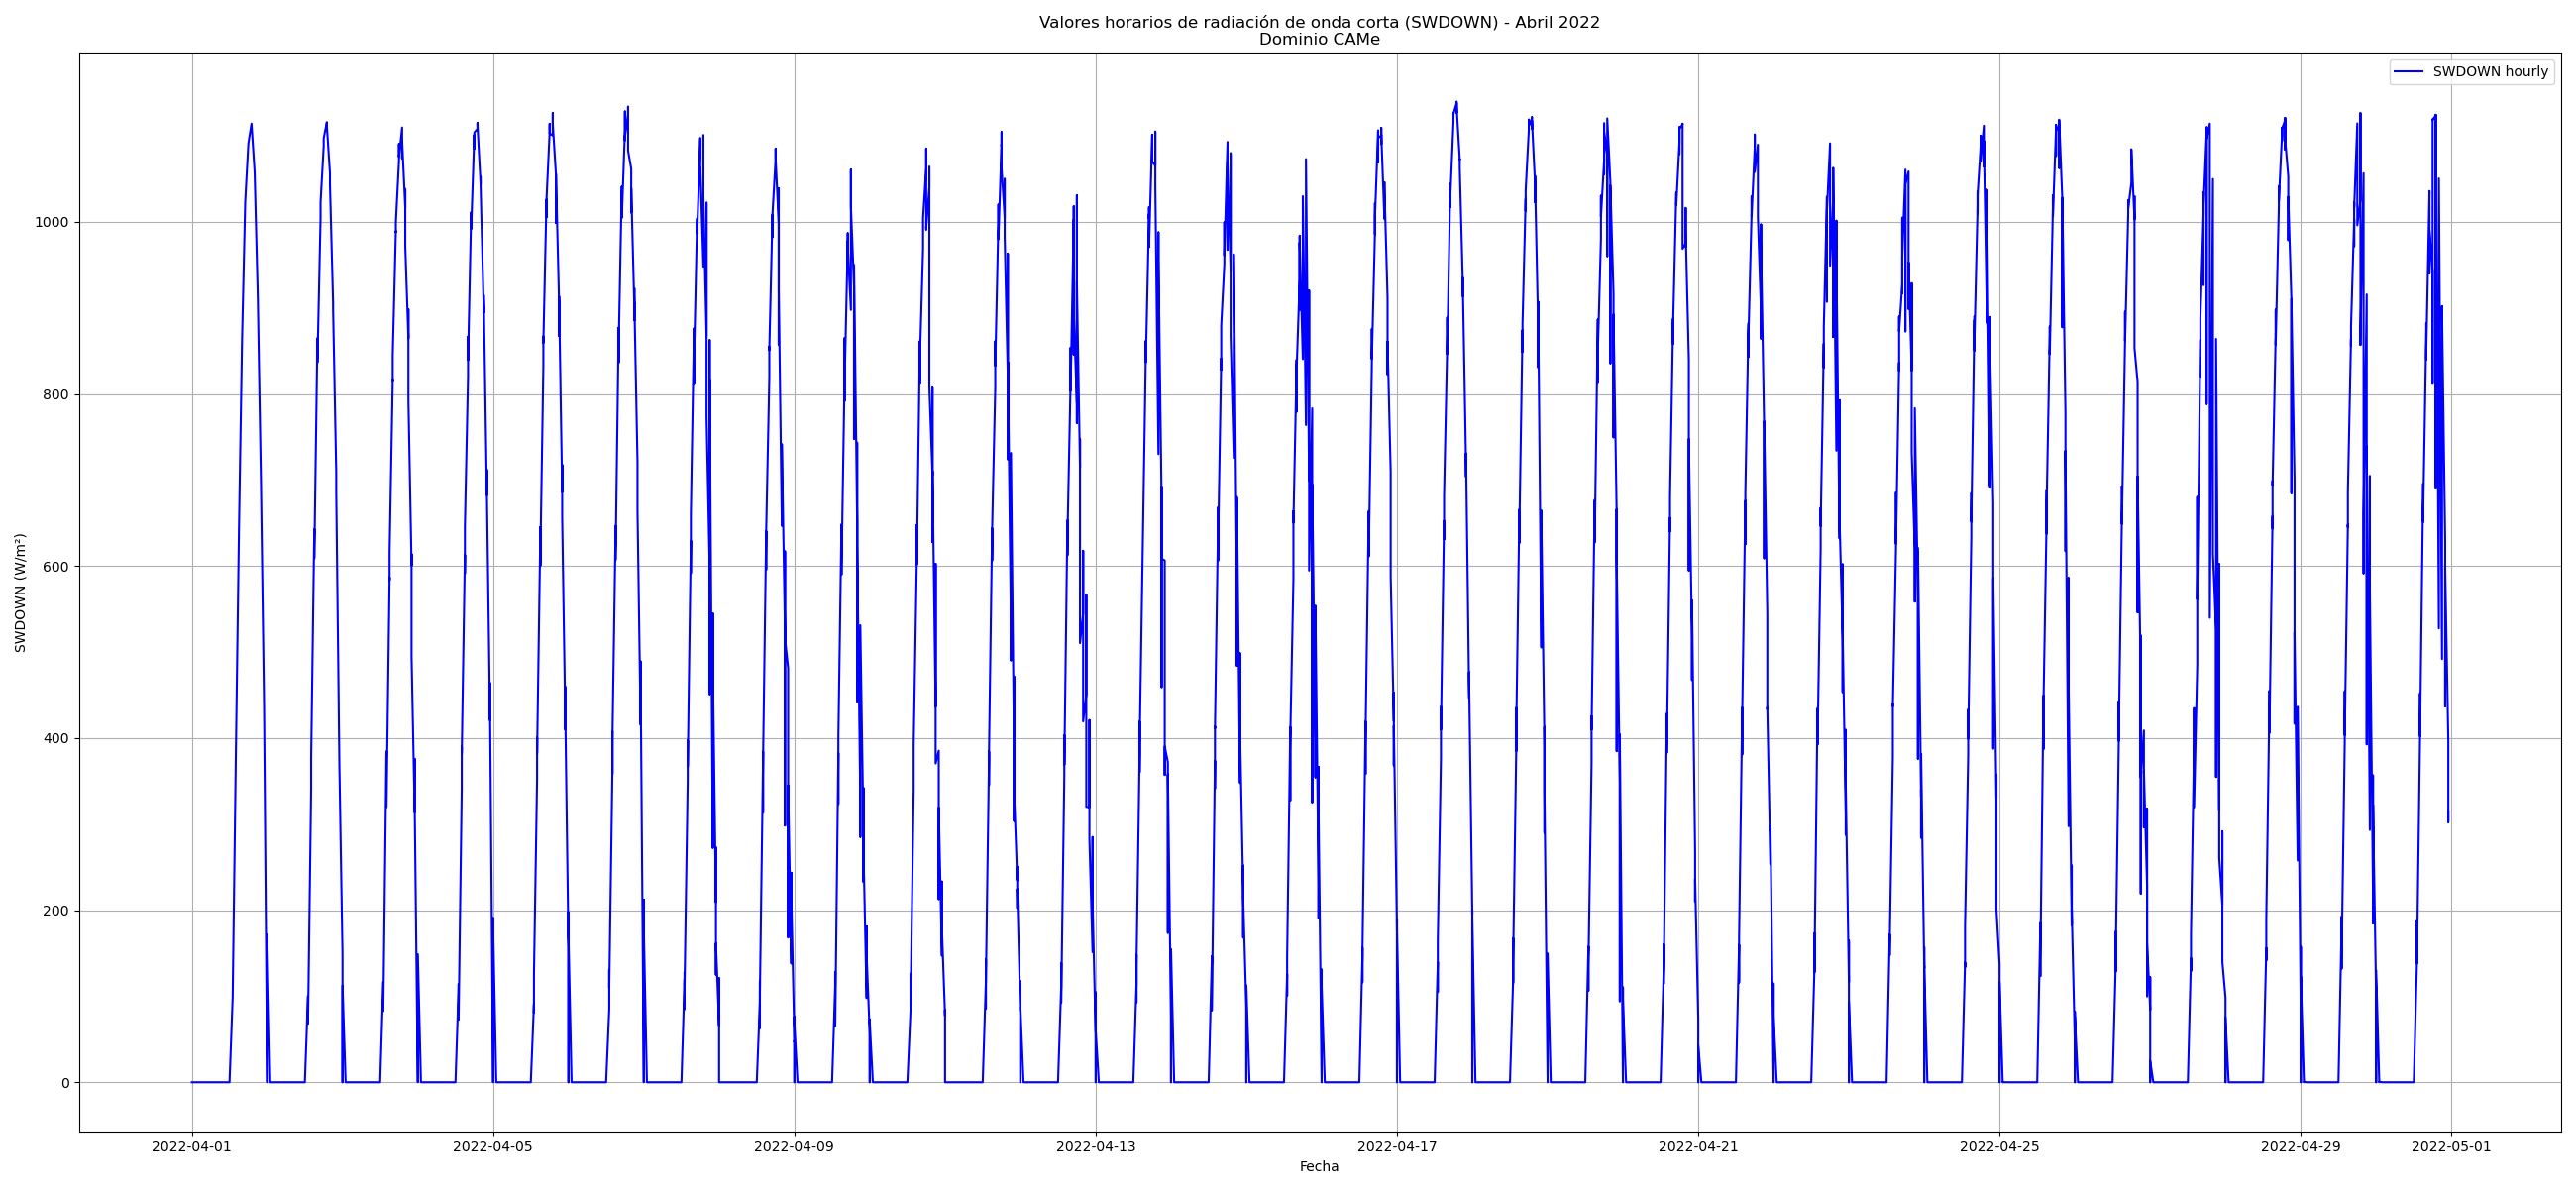 Valores horarios de radiación de onda corta (SWDOWN) - Abril 2022
Dominio CAMe
SWDOWN hourly
SWDOWN (W/m²)
1000
800
600
400
200
0
2022-04-01 2022-04-05 2022-04-09 2022-04-13 2022-04-17 2022-04-21 2022-04-25 2022-04-29 2022-05-01
Fecha